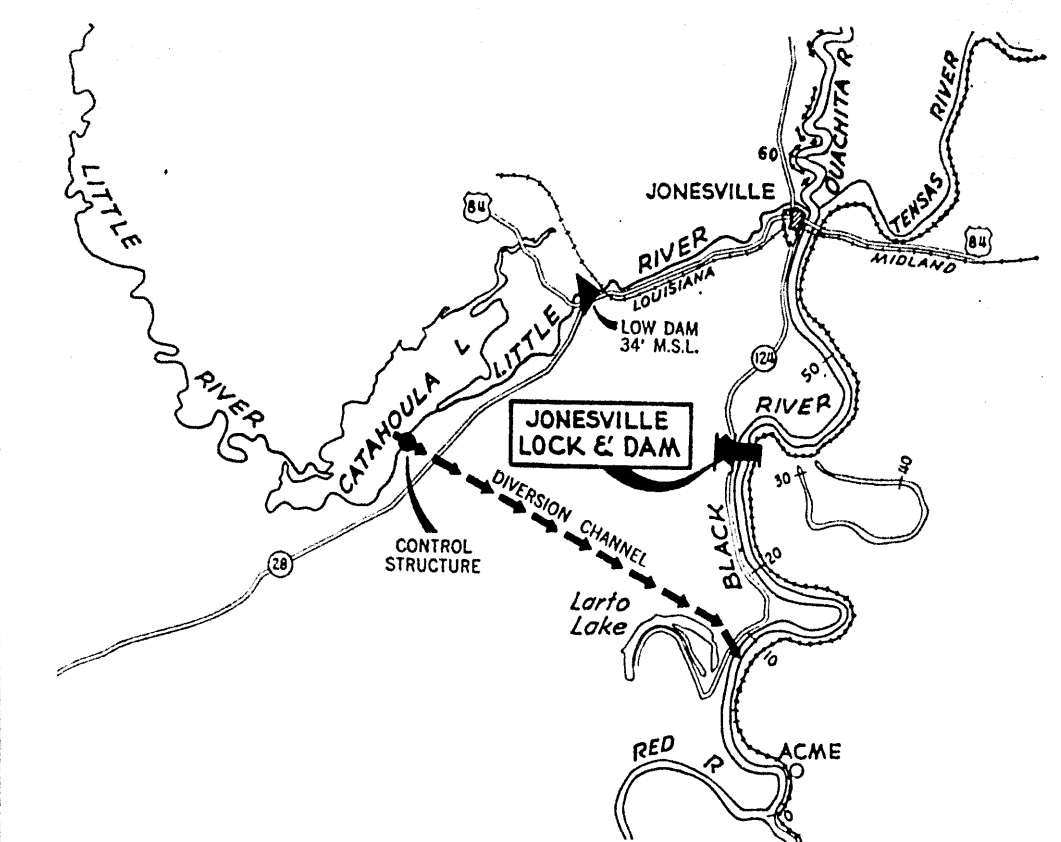 OUACHITA R
RIVER
60
LITTLE
JONESVILLE
TENSAS
84
84
RIVER
MIDLAND
LOUISIANA
LITTLE
LOW DAM
34' M.S.L.
L
124
50
CATAHOULA
RIVER
RIVER
JONESVILLE
LOCK & DAM
40
30
DIVERSION CHANNEL
CONTROL
STRUCTURE
BLACK
28
20
Larto
Lake
10
RED R
ACME
0